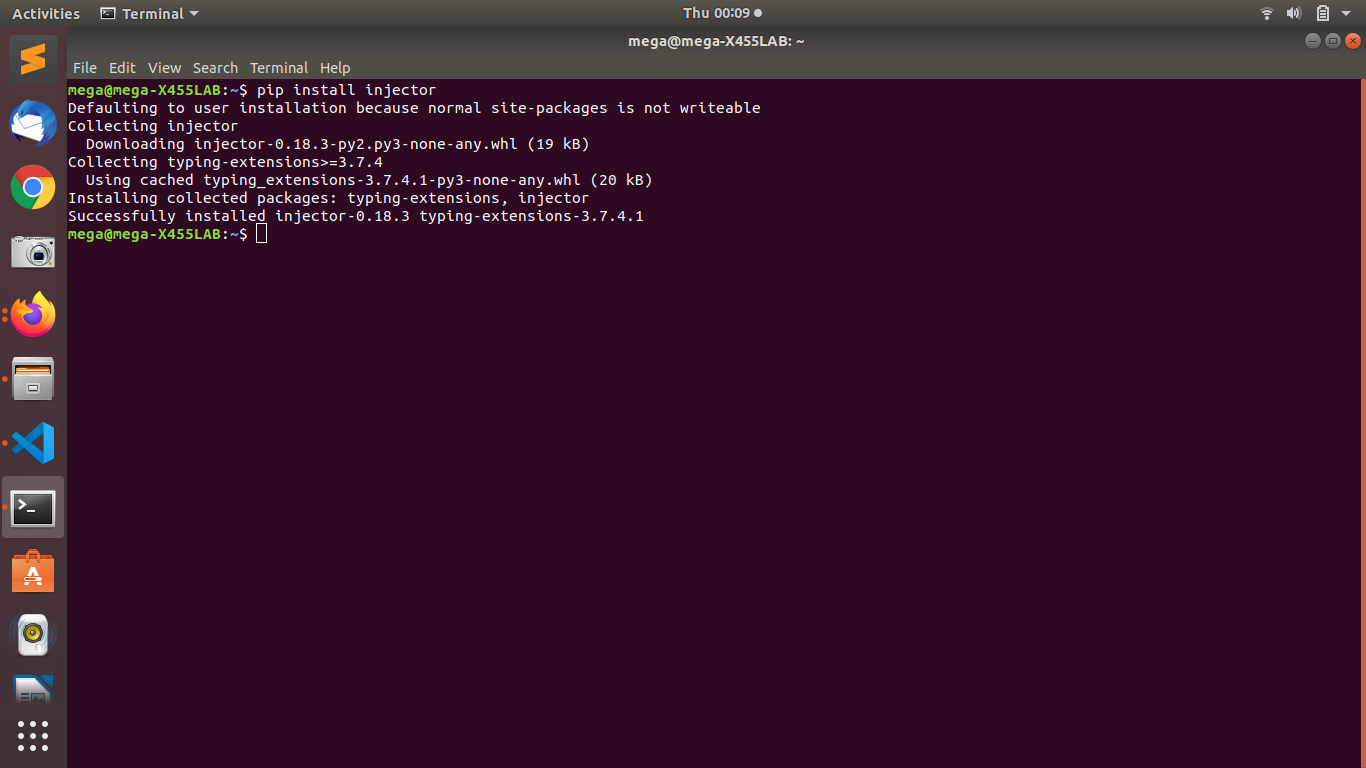 Activities Terminal Thu 00:09
mega@mega-X455LAB: ~
File Edit View Search Terminal Help
mega@mega-X455LAB:~$ pip install injector
Defaulting to user installation because normal site-packages is not writeable
Collecting injector
  Downloading injector-0.18.3-py2.py3-none-any.whl (19 kB)
Collecting typing-extensions>=3.7.4
  Using cached typing_extensions-3.7.4.1-py3-none-any.whl (20 kB)
Installing collected packages: typing-extensions, injector
Successfully installed injector-0.18.3 typing-extensions-3.7.4.1
mega@mega-X455LAB:~$